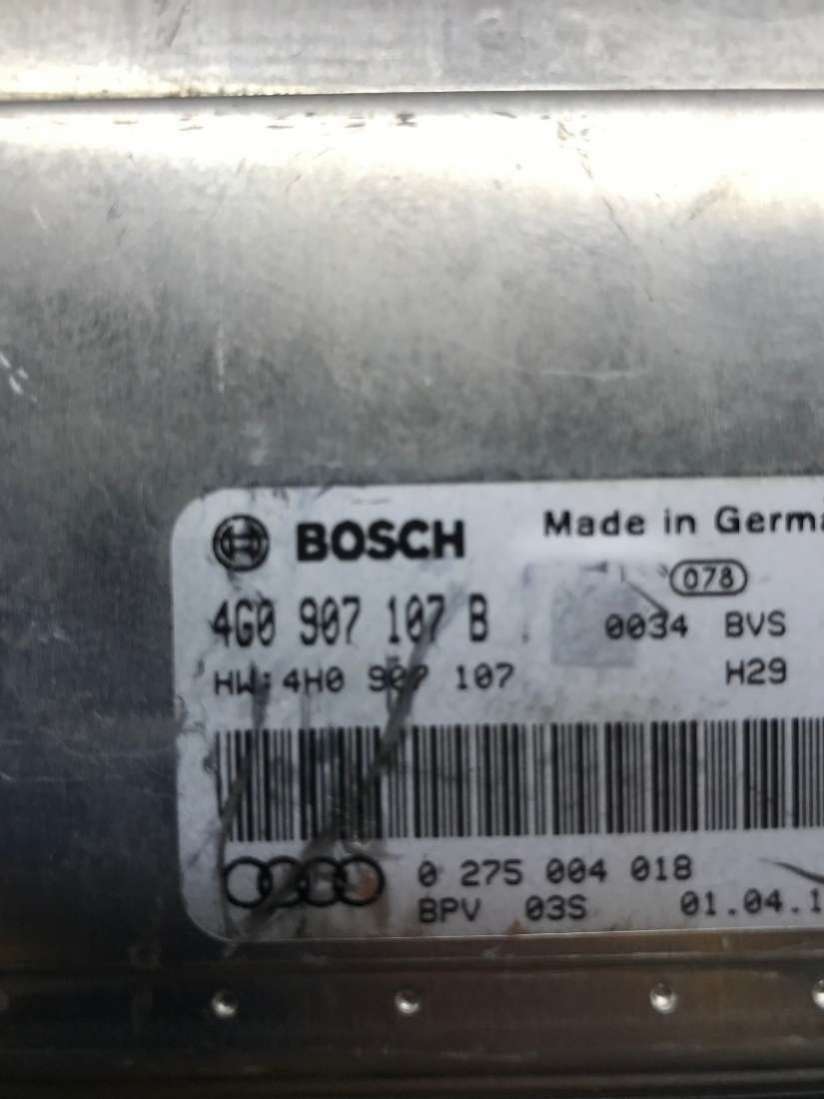 BOSCH Made in Germa
078
4G0 907 107 B 0034 BVS
HW:4H0 907 107 H29
0 275 004 018
BPV 03S 01.04.1